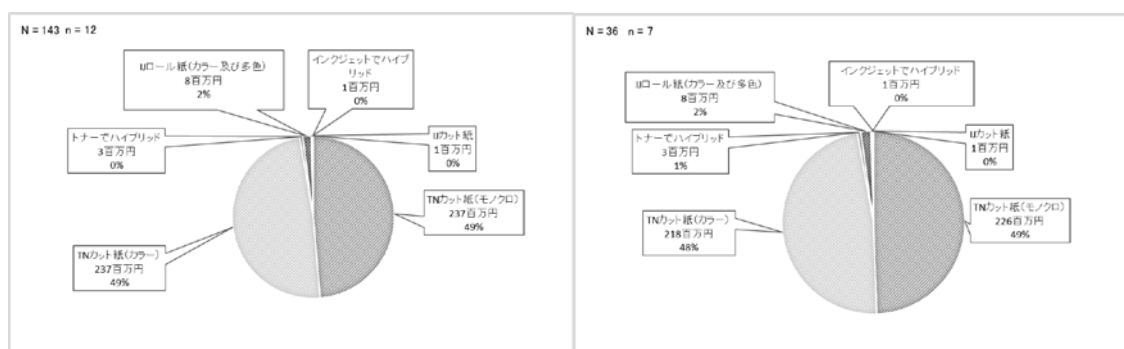 N = 143 n = 12
IJロール紙(カラー及び多色)
8百万円
2%
インクジェットでハイブ
リッド
1百万円
0%
トナーでハイブリッド
3百万円
0%
IJカット紙
1百万円
0%
TNカット紙(モノクロ)
237百万円
49%
TNカット紙(カラー)
237百万円
49%
N = 36 n = 7
インクジェットでハイブリッド
1百万円
0%
IJロール紙(カラー及び多色)
8百万円
2%
トナーでハイブリッド
3百万円
1%
IJカット紙
1百万円
0%
TNカット紙(モノクロ)
226百万円
49%
TNカット紙(カラー)
218百万円
48%